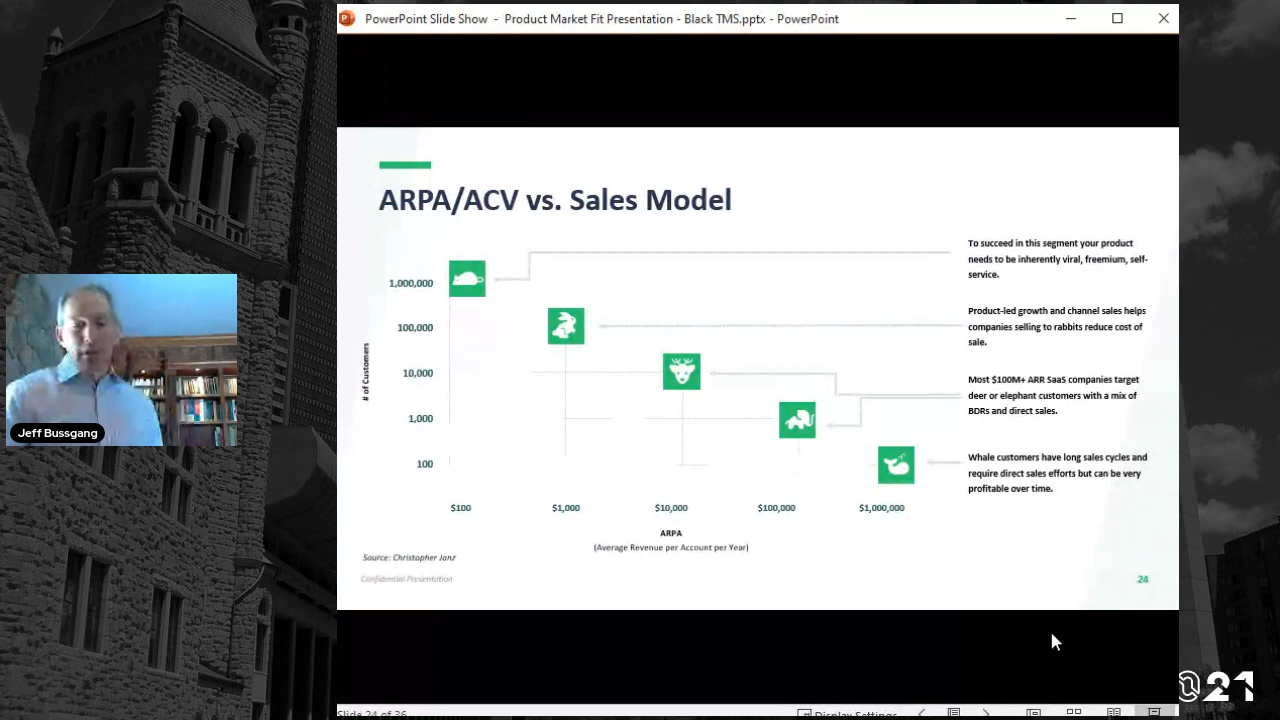 PowerPoint Slide Show - Product Market Fit Presentation - Black TMS.pptx - PowerPoint
ARPA/ACV vs. Sales Model
To succeed in this segment your product
needs to be inherently viral, freemium, self-
service.
Product-led growth and channel sales helps
companies selling to rabbits reduce cost of
sale.
Most $100M+ ARR SaaS companies target
deer or elephant customers with a mix of
BDRs and direct sales.
Whale customers have long sales cycles and
require direct sales efforts but can be very
profitable over time.
# of Customers
1,000,000
100,000
10,000
1,000
100
$100
$1,000
$10,000
$100,000
$1,000,000
ARPA
(Average Revenue per Account per Year)
Source: Christopher Janz
Confidential Presentation
24
Jeff Bussgang
@21
Slide 24 of 36
Display Settings